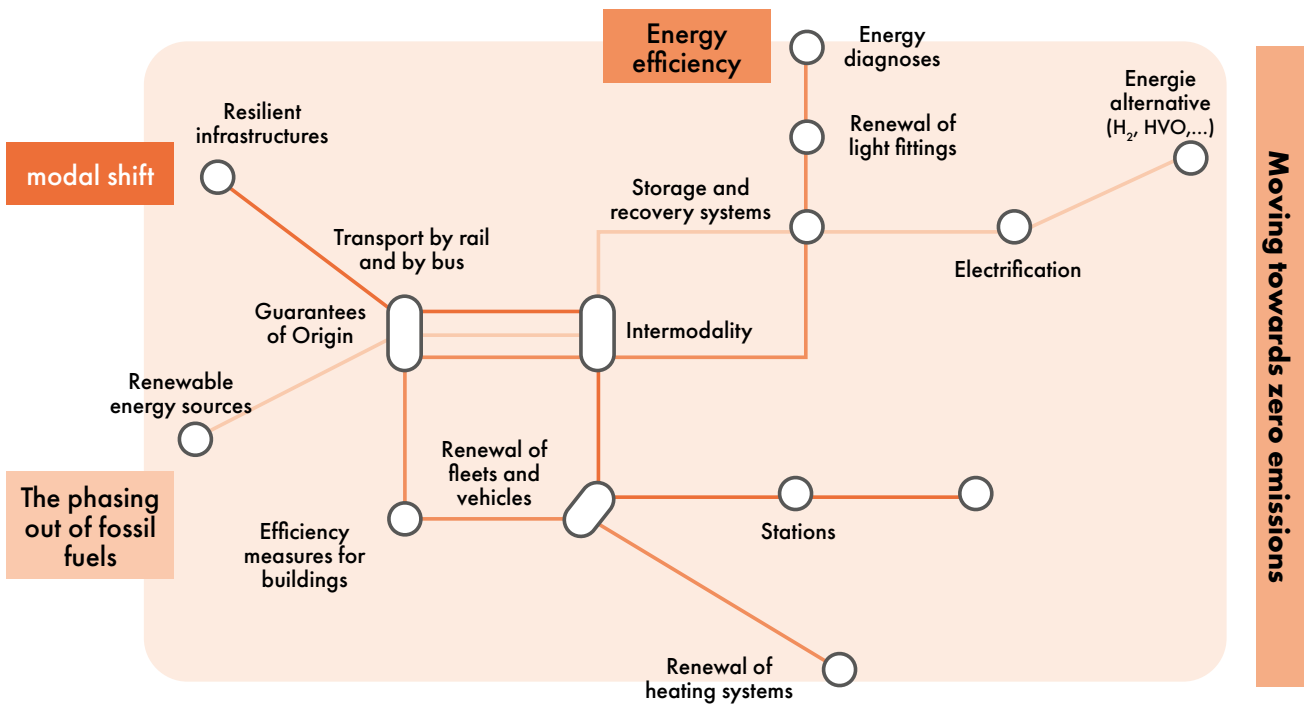 Energy
efficiency
Energy
diagnoses
Energie
alternative
(H₂, HVO,...)
Resilient
infrastructures
Renewal of
light fittings
modal shift
Storage and
recovery systems
Transport by rail
and by bus
Electrification
Guarantees
of Origin
Intermodality
Renewable
energy sources
Renewal of
fleets and
vehicles
The phasing
out of fossil
fuels
Efficiency
measures for
buildings
Stations
Renewal of
heating systems
Moving towards zero emissions